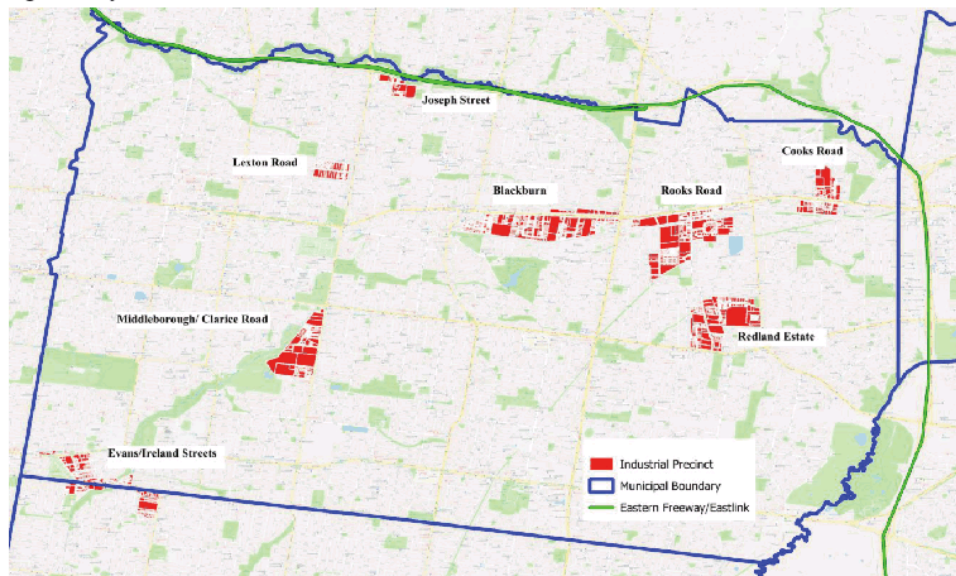 Joseph Street
Cooks Road
Lexton Road
Blackburn
Rooks Road
Middleborough/ Clarice Road
Redland Estate
Evans/Ireland Streets
Industrial Precinct
Municipal Boundary
Eastern Freeway/Eastlink